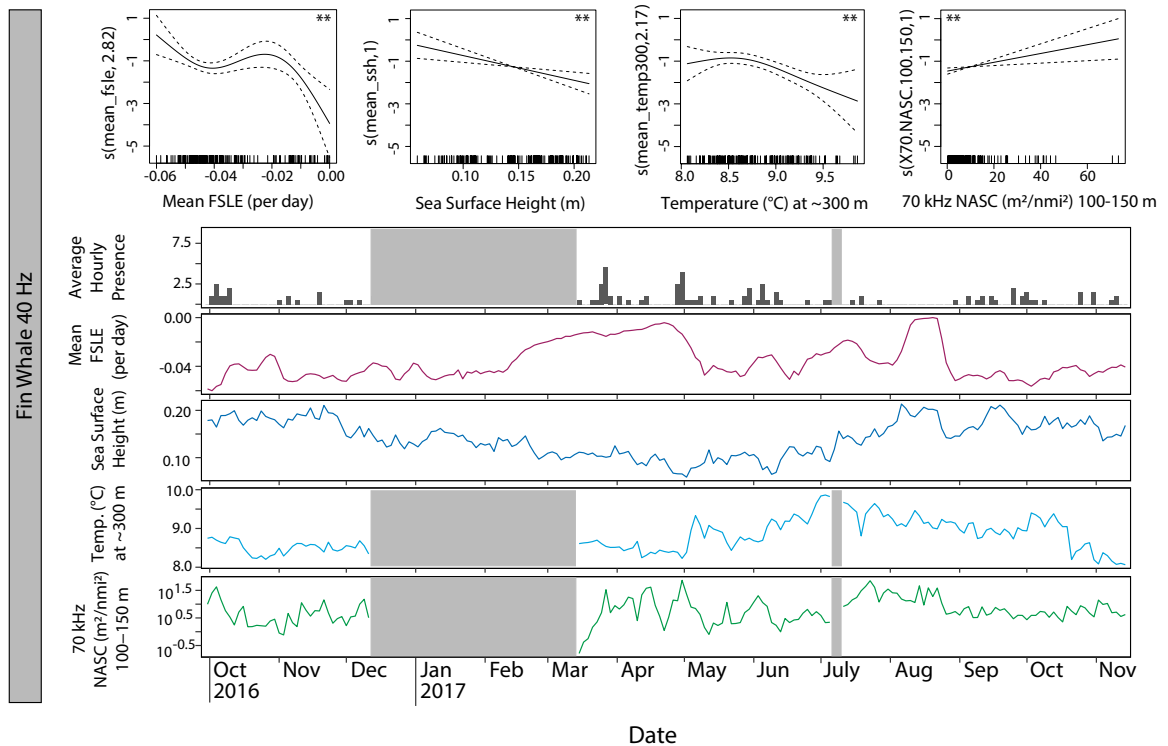 Fin Whale 40 Hz
s(mean_fsle, 2.82)
1
-1
-3
-5
**
-0.06
-0.04
-0.02
0.00
Mean FSLE (per day)
s(mean_ssh,1)
1
-1
-3
-5
**
0.10
0.15
0.20
Sea Surface Height (m)
s(mean_temp300,2.17)
1
-1
-3
-5
**
8.0
8.5
9.0
9.5
Temperature (°C) at ~300 m
s(X70.NASC.100.150,1)
1
-1
-3
-5
**
0
20
40
60
70 kHz NASC (m²/nmi²) 100-150 m
Average
Hourly
Presence
7.5
2.5
Mean
FSLE
(per day)
0.00
-0.04
Sea Surface
Height (m)
0.20
0.10
Temp. (°C)
at ~300 m
10.0
9.0
8.0
70 kHz
NASC (m²/nmi²)
100–150 m
10^1.5
10^0.5
10^-0.5
Oct Nov Dec Jan Feb Mar Apr May Jun July Aug Sep Oct Nov
2016 2017
Date